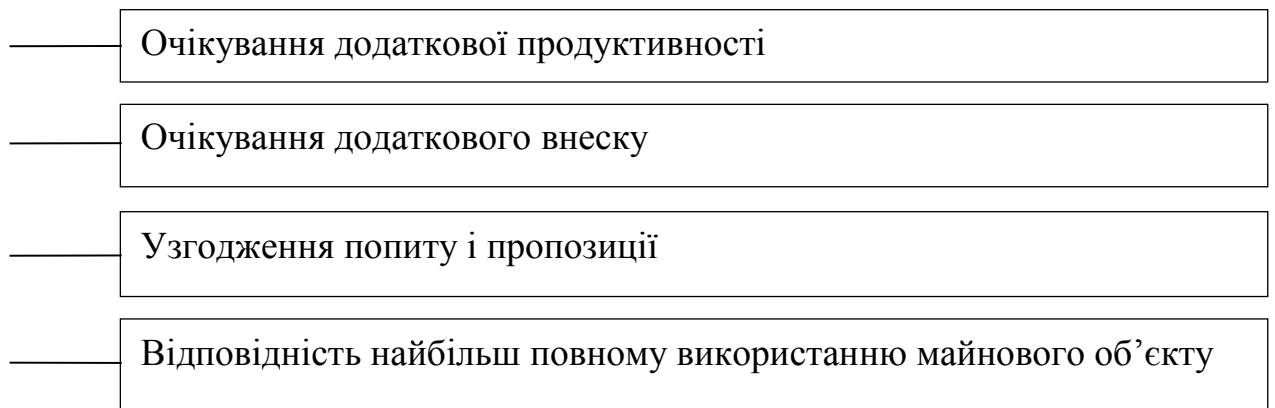 Очікування додаткової продуктивності
Очікування додаткового внеску
Узгодження попиту і пропозиції
Відповідність найбільш повному використанню майнового об’єкту